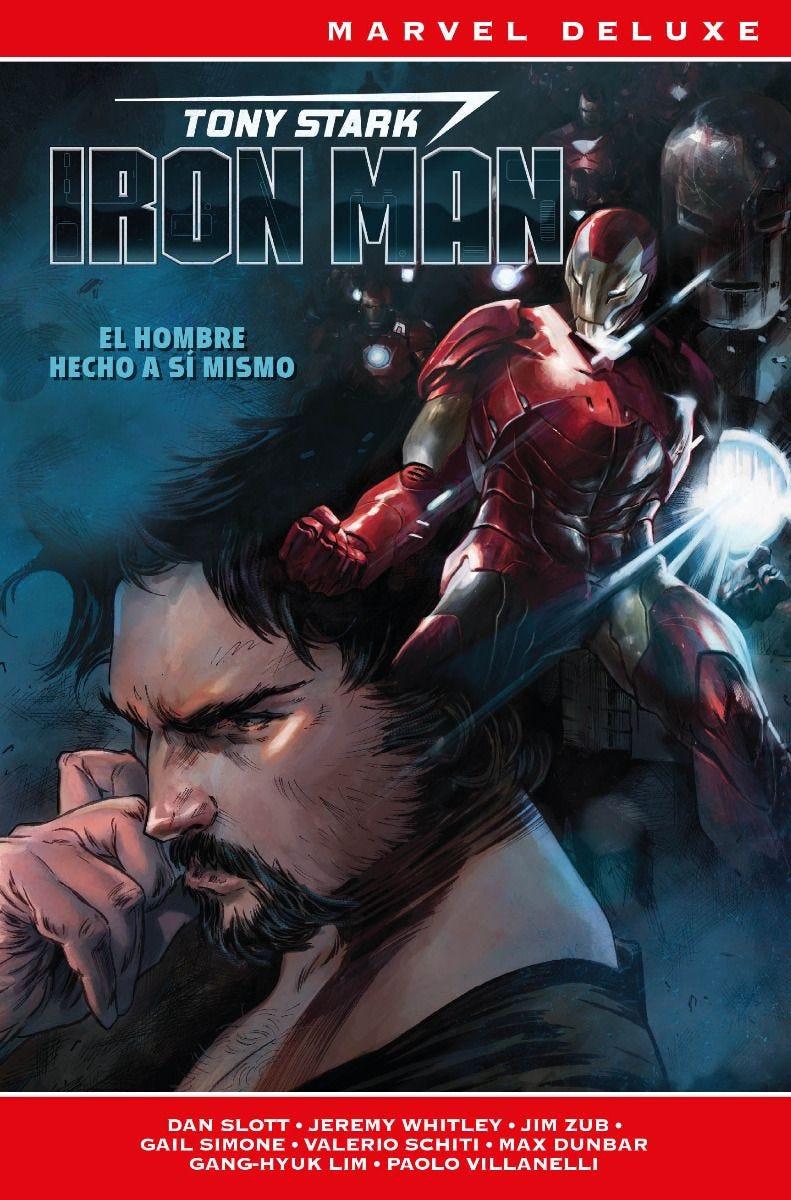 MARVEL DELUXE
TONY STARK
IRON MAN
EL HOMBRE
HECHO A SÍ MISMO
DAN SLOTT • JEREMY WHITLEY • JIM ZUB •
GAIL SIMONE • VALERIO SCHITI • MAX DUNBAR
GANG-HYUK LIM • PAOLO VILLANELLI